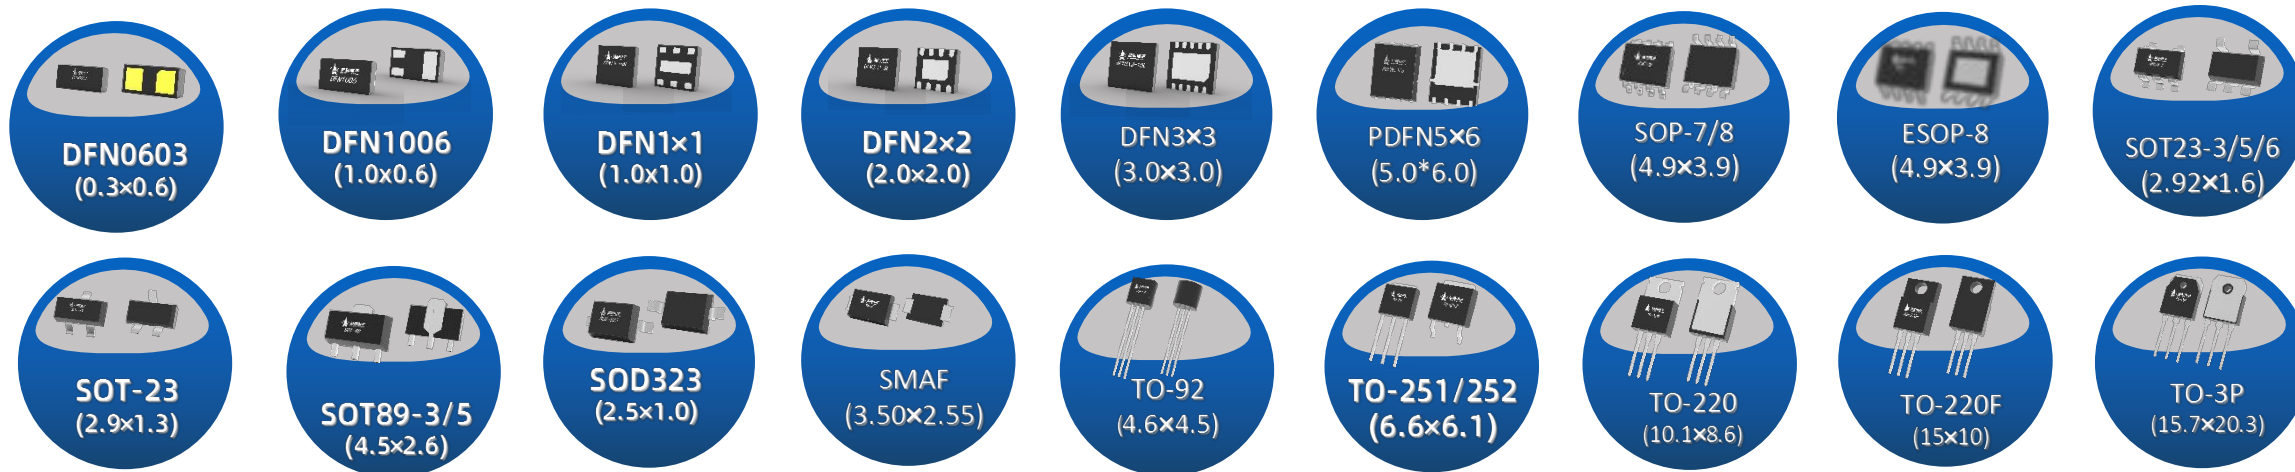 DFN0603
(0.3×0.6)
DFN1006
(1.0x0.6)
DFN1×1
(1.0x1.0)
DFN2×2
(2.0×2.0)
DFN3×3
(3.0×3.0)
PDFN5×6
(5.0*6.0)
SOP-7/8
(4.9×3.9)
ESOP-8
(4.9×3.9)
SOT23-3/5/6
(2.92×1.6)
SOT-23
(2.9×1.3)
SOT89-3/5
(4.5×2.6)
SOD323
(2.5×1.0)
SMAF
(3.50×2.55)
TO-92
(4.6×4.5)
TO-251/252
(6.6×6.1)
TO-220
(10.1×8.6)
TO-220F
(15×10)
TO-3P
(15.7×20.3)